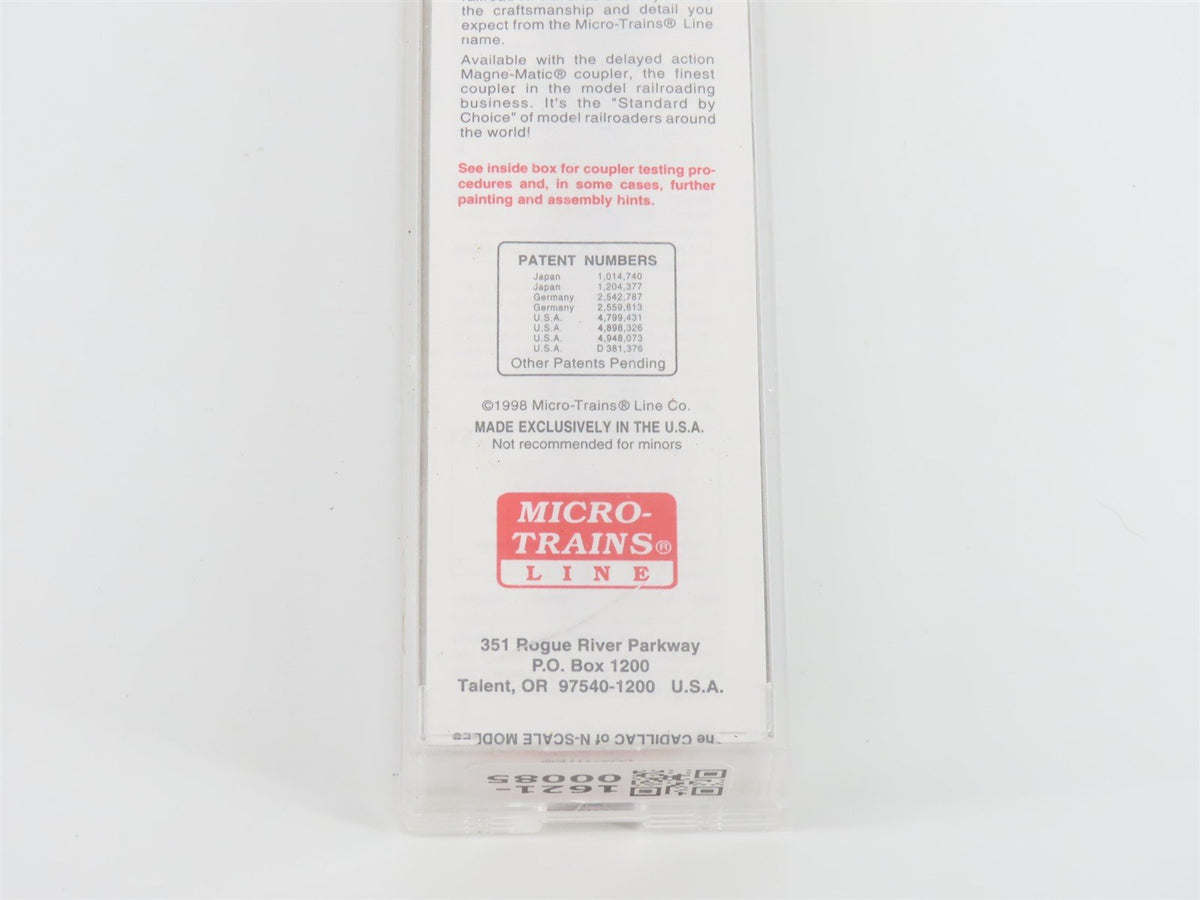 the craftsmanship and detail you
expect from the Micro-Trains® Line
name.
Available with the delayed action
Magne-Matic® coupler, the finest
coupler in the model railroading
business. It's the "Standard by
Choice" of model railroaders around
the world!
See inside box for coupler testing pro-
cedures and, in some cases, further
painting and assembly hints.
PATENT NUMBERS
Japan 1,014,740
Japan 1,204,377
Germany 2,542,787
Germany 2,559,813
U.S.A. 4,799,431
U.S.A. 4,898,326
U.S.A. 4,948,073
U.S.A. D 381,376
Other Patents Pending
©1998 Micro-Trains® Line Co.
MADE EXCLUSIVELY IN THE U.S.A.
Not recommended for minors
MICRO-
TRAINS®
LINE
351 Rogue River Parkway
P.O. Box 1200
Talent, OR 97540-1200 U.S.A.
The CADILLAC of N-SCALE MODELS
1621-
00085